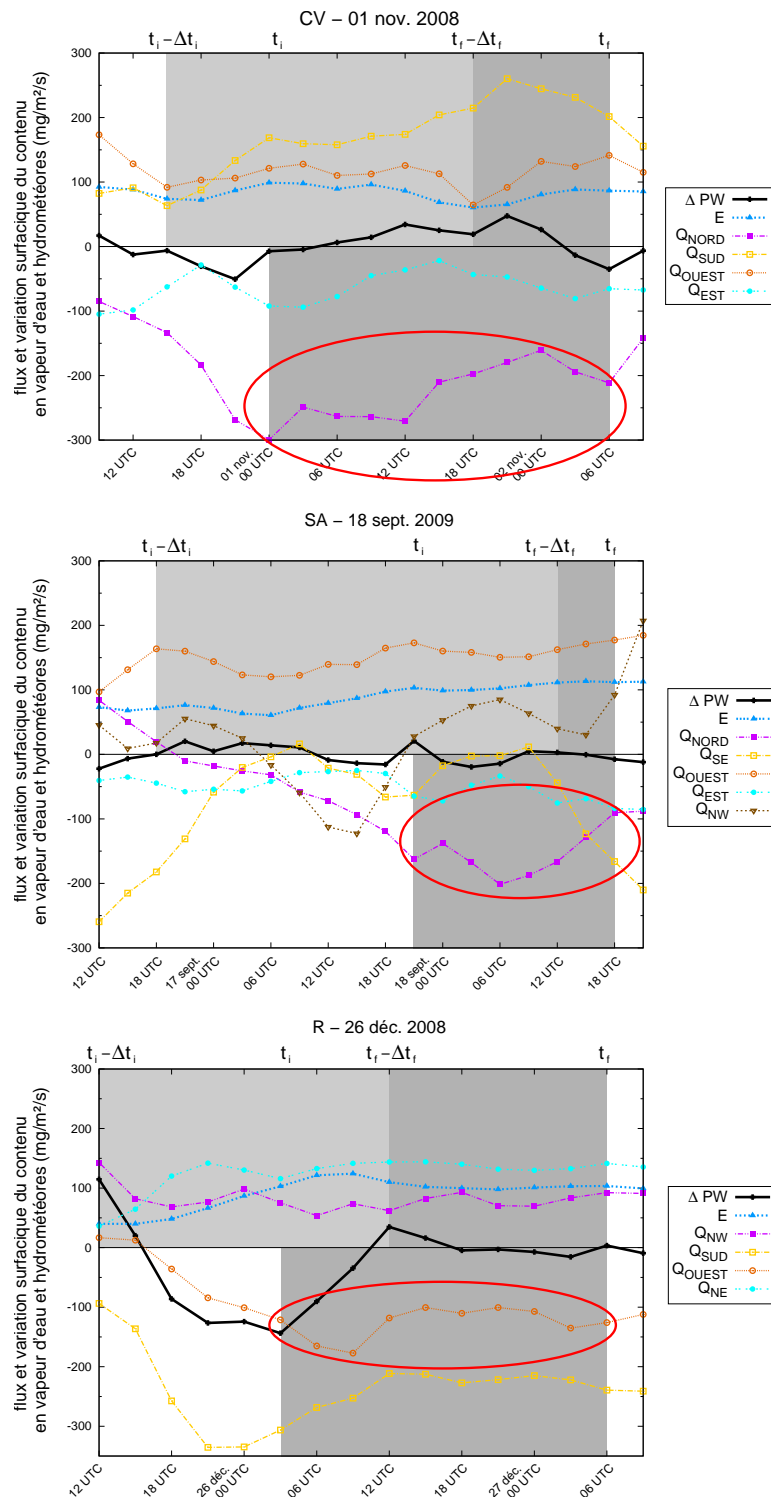 CV – 01 nov. 2008
t_i – Δt_i
t_i
t_f – Δt_f
t_f
flux et variation surfacique du contenu
en vapeur d'eau et hydrométéores (mg/m²/s)
300
200
100
0
-100
-200
-300
12 UTC
18 UTC
01 nov.
00 UTC
06 UTC
12 UTC
18 UTC
02 nov.
00 UTC
06 UTC
Δ PW
E
Q_NORD
Q_SUD
Q_OUEST
Q_EST
SA – 18 sept. 2009
t_i – Δt_i
t_i
t_f – Δt_f
t_f
flux et variation surfacique du contenu
en vapeur d'eau et hydrométéores (mg/m²/s)
300
200
100
0
-100
-200
-300
12 UTC
18 UTC
17 sept.
00 UTC
06 UTC
12 UTC
18 UTC
18 sept.
00 UTC
06 UTC
12 UTC
18 UTC
Δ PW
E
Q_NORD
Q_SE
Q_OUEST
Q_EST
Q_NW
R – 26 déc. 2008
t_i – Δt_i
t_i
t_f – Δt_f
t_f
flux et variation surfacique du contenu
en vapeur d'eau et hydrométéores (mg/m²/s)
300
200
100
0
-100
-200
-300
12 UTC
18 UTC
26 déc.
00 UTC
06 UTC
12 UTC
18 UTC
27 déc.
00 UTC
06 UTC
Δ PW
E
Q_NW
Q_SUD
Q_OUEST
Q_NE